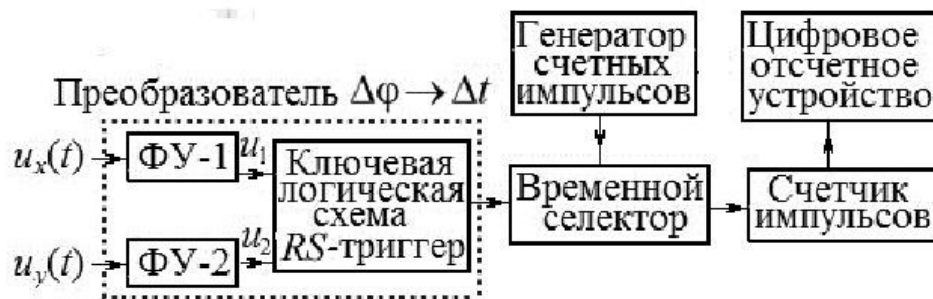 Генератор
счетных
импульсов
Цифровое
отсчетное
устройство
Преобразователь Δφ → Δt
u_x(t)
ФУ-1
u_1
Ключевая
логическая
схема
RS-триггер
u_y(t)
ФУ-2
u_2
Временной
селектор
Счетчик
импульсов